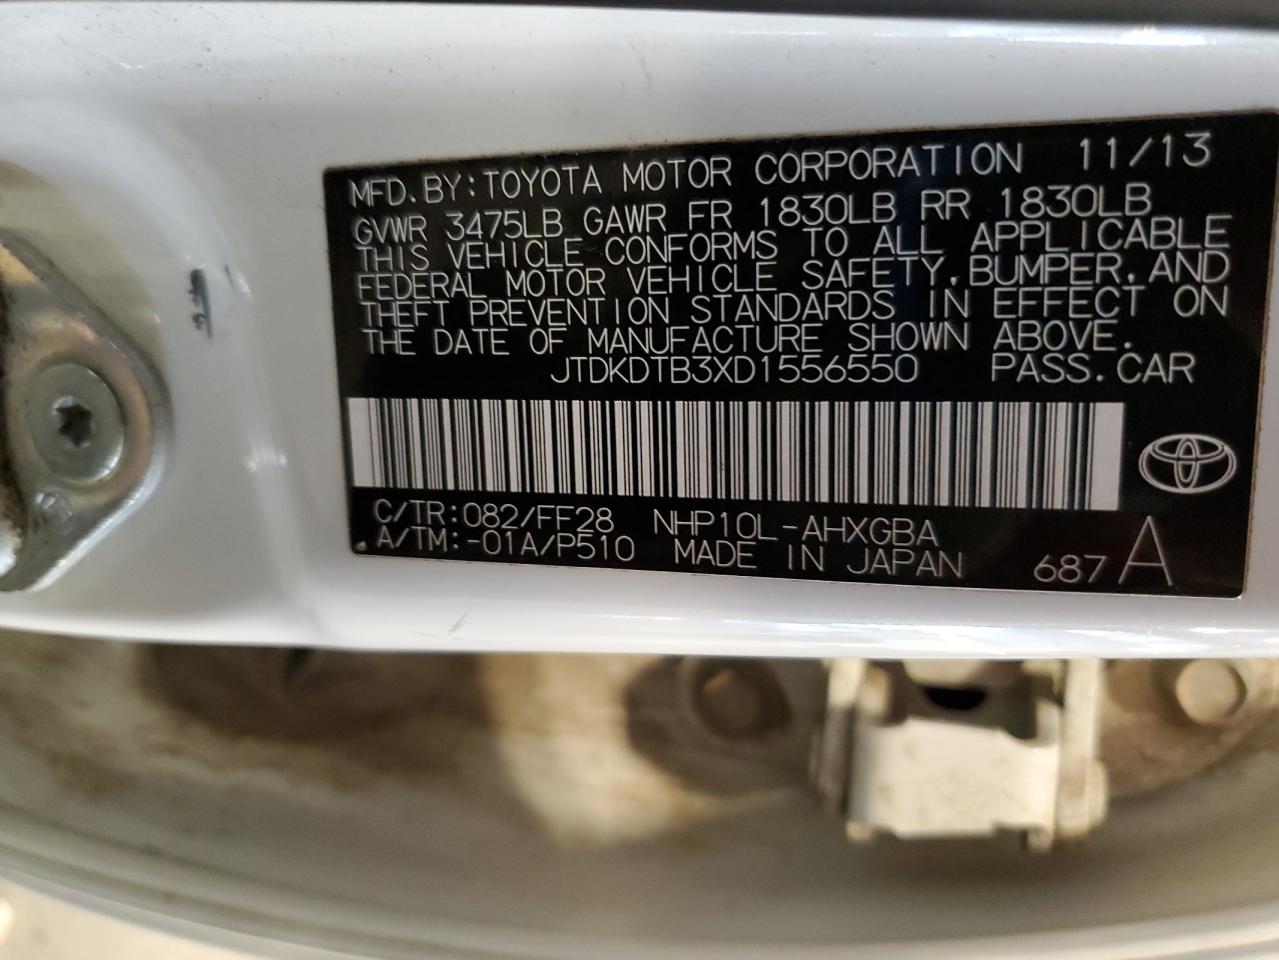 MFD. BY: TOYOTA MOTOR CORPORATION 11/13
GVWR 3475LB GAWR FR 1830LB RR 1830LB
THIS VEHICLE CONFORMS TO ALL APPLICABLE
FEDERAL MOTOR VEHICLE SAFETY, BUMPER, AND
THEFT PREVENTION STANDARDS IN EFFECT ON
THE DATE OF MANUFACTURE SHOWN ABOVE.
JTDKDTB3XD1556550 PASS. CAR
C/TR: 082/FF28 NHP10L-AHXGBA
A/TM: -01A/P510 MADE IN JAPAN 687 A